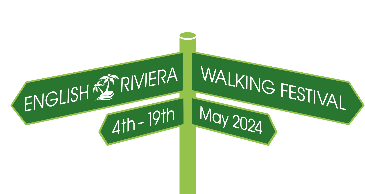 ENGLISH RIVIERA WALKING FESTIVAL
4th - 19th May 2024